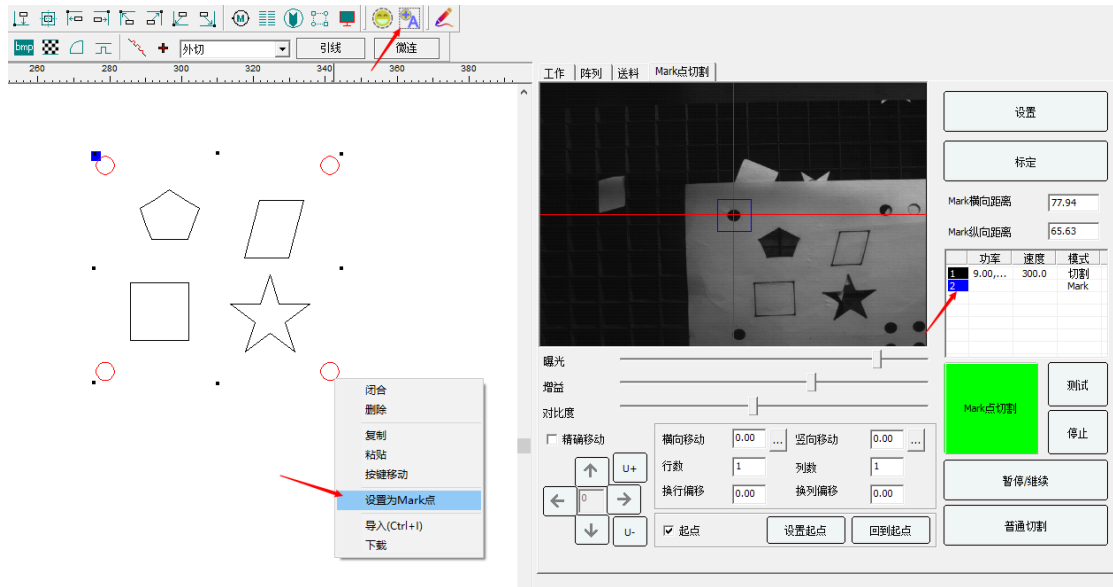 bmp 外切 引线 微连
260 280 300 320 340 360 380
工作 阵列 送料 Mark点切割
设置
标定
Mark横向距离 77.94
Mark纵向距离 65.63
功率 速度 模式
1 9.00,... 300.0 切割
2 Mark
曝光
增益
对比度
Mark点切割
测试
停止
闭合
删除
复制
粘贴
按键移动
设置为Mark点
导入(Ctrl+I)
下载
精确移动
U+
0
U-
横向移动 0.00 ... 竖向移动 0.00 ...
行数 1 列数 1
换行偏移 0.00 换列偏移 0.00
起点 设置起点 回到起点
暂停/继续
普通切割